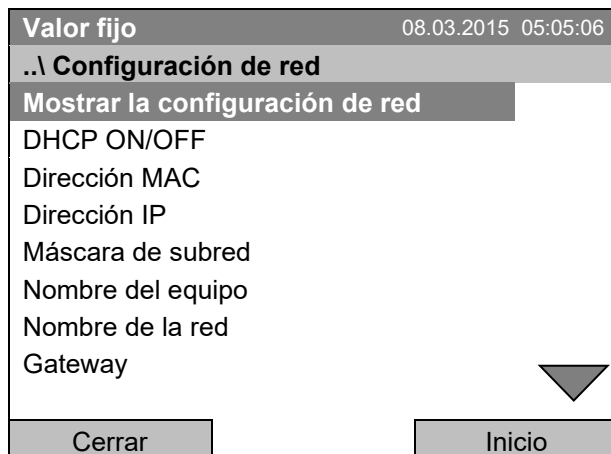 Valor fijo 08.03.2015 05:05:06
..\ Configuración de red
Mostrar la configuración de red
DHCP ON/OFF
Dirección MAC
Dirección IP
Máscara de subred
Nombre del equipo
Nombre de la red
Gateway
Cerrar Inicio